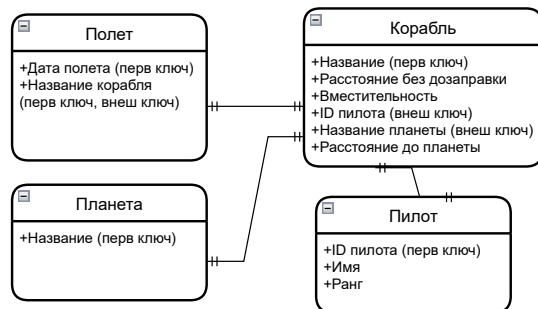 Полет
+Дата полета (перв ключ)
+Название корабля
(перв ключ, внеш ключ)
Корабль
+Название (перв ключ)
+Расстояние без дозаправки
+Вместительность
+ID пилота (внеш ключ)
+Название планеты (внеш ключ)
+Расстояние до планеты
Планета
+Название (перв ключ)
Пилот
+ID пилота (перв ключ)
+Имя
+Ранг